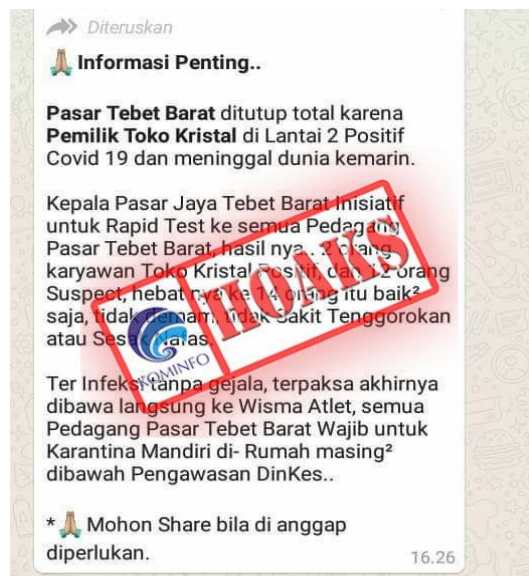 Diteruskan
🙏🏼 Informasi Penting..
Pasar Tebet Barat ditutup total karena
Pemilik Toko Kristal di Lantai 2 Positif
Covid 19 dan meninggal dunia kemarin.
Kepala Pasar Jaya Tebet Barat Inisiatif
untuk Rapid Test ke semua Pedagang
Pasar Tebet Barat, hasil nya.. 2 orang
karyawan Toko Kristal Positif, dan 12 orang
Suspect, hebat nya ke 14 orang itu baik²
saja, tidak demam, tidak Sakit Tenggorokan
atau Sesak Nafas.
HOAKS
KOMINFO
Ter Infeksi tanpa gejala, terpaksa akhirnya
dibawa langsung ke Wisma Atlet, semua
Pedagang Pasar Tebet Barat Wajib untuk
Karantina Mandiri di- Rumah masing²
dibawah Pengawasan DinKes..
* 🙏🏼 Mohon Share bila di anggap
diperlukan.
16.26